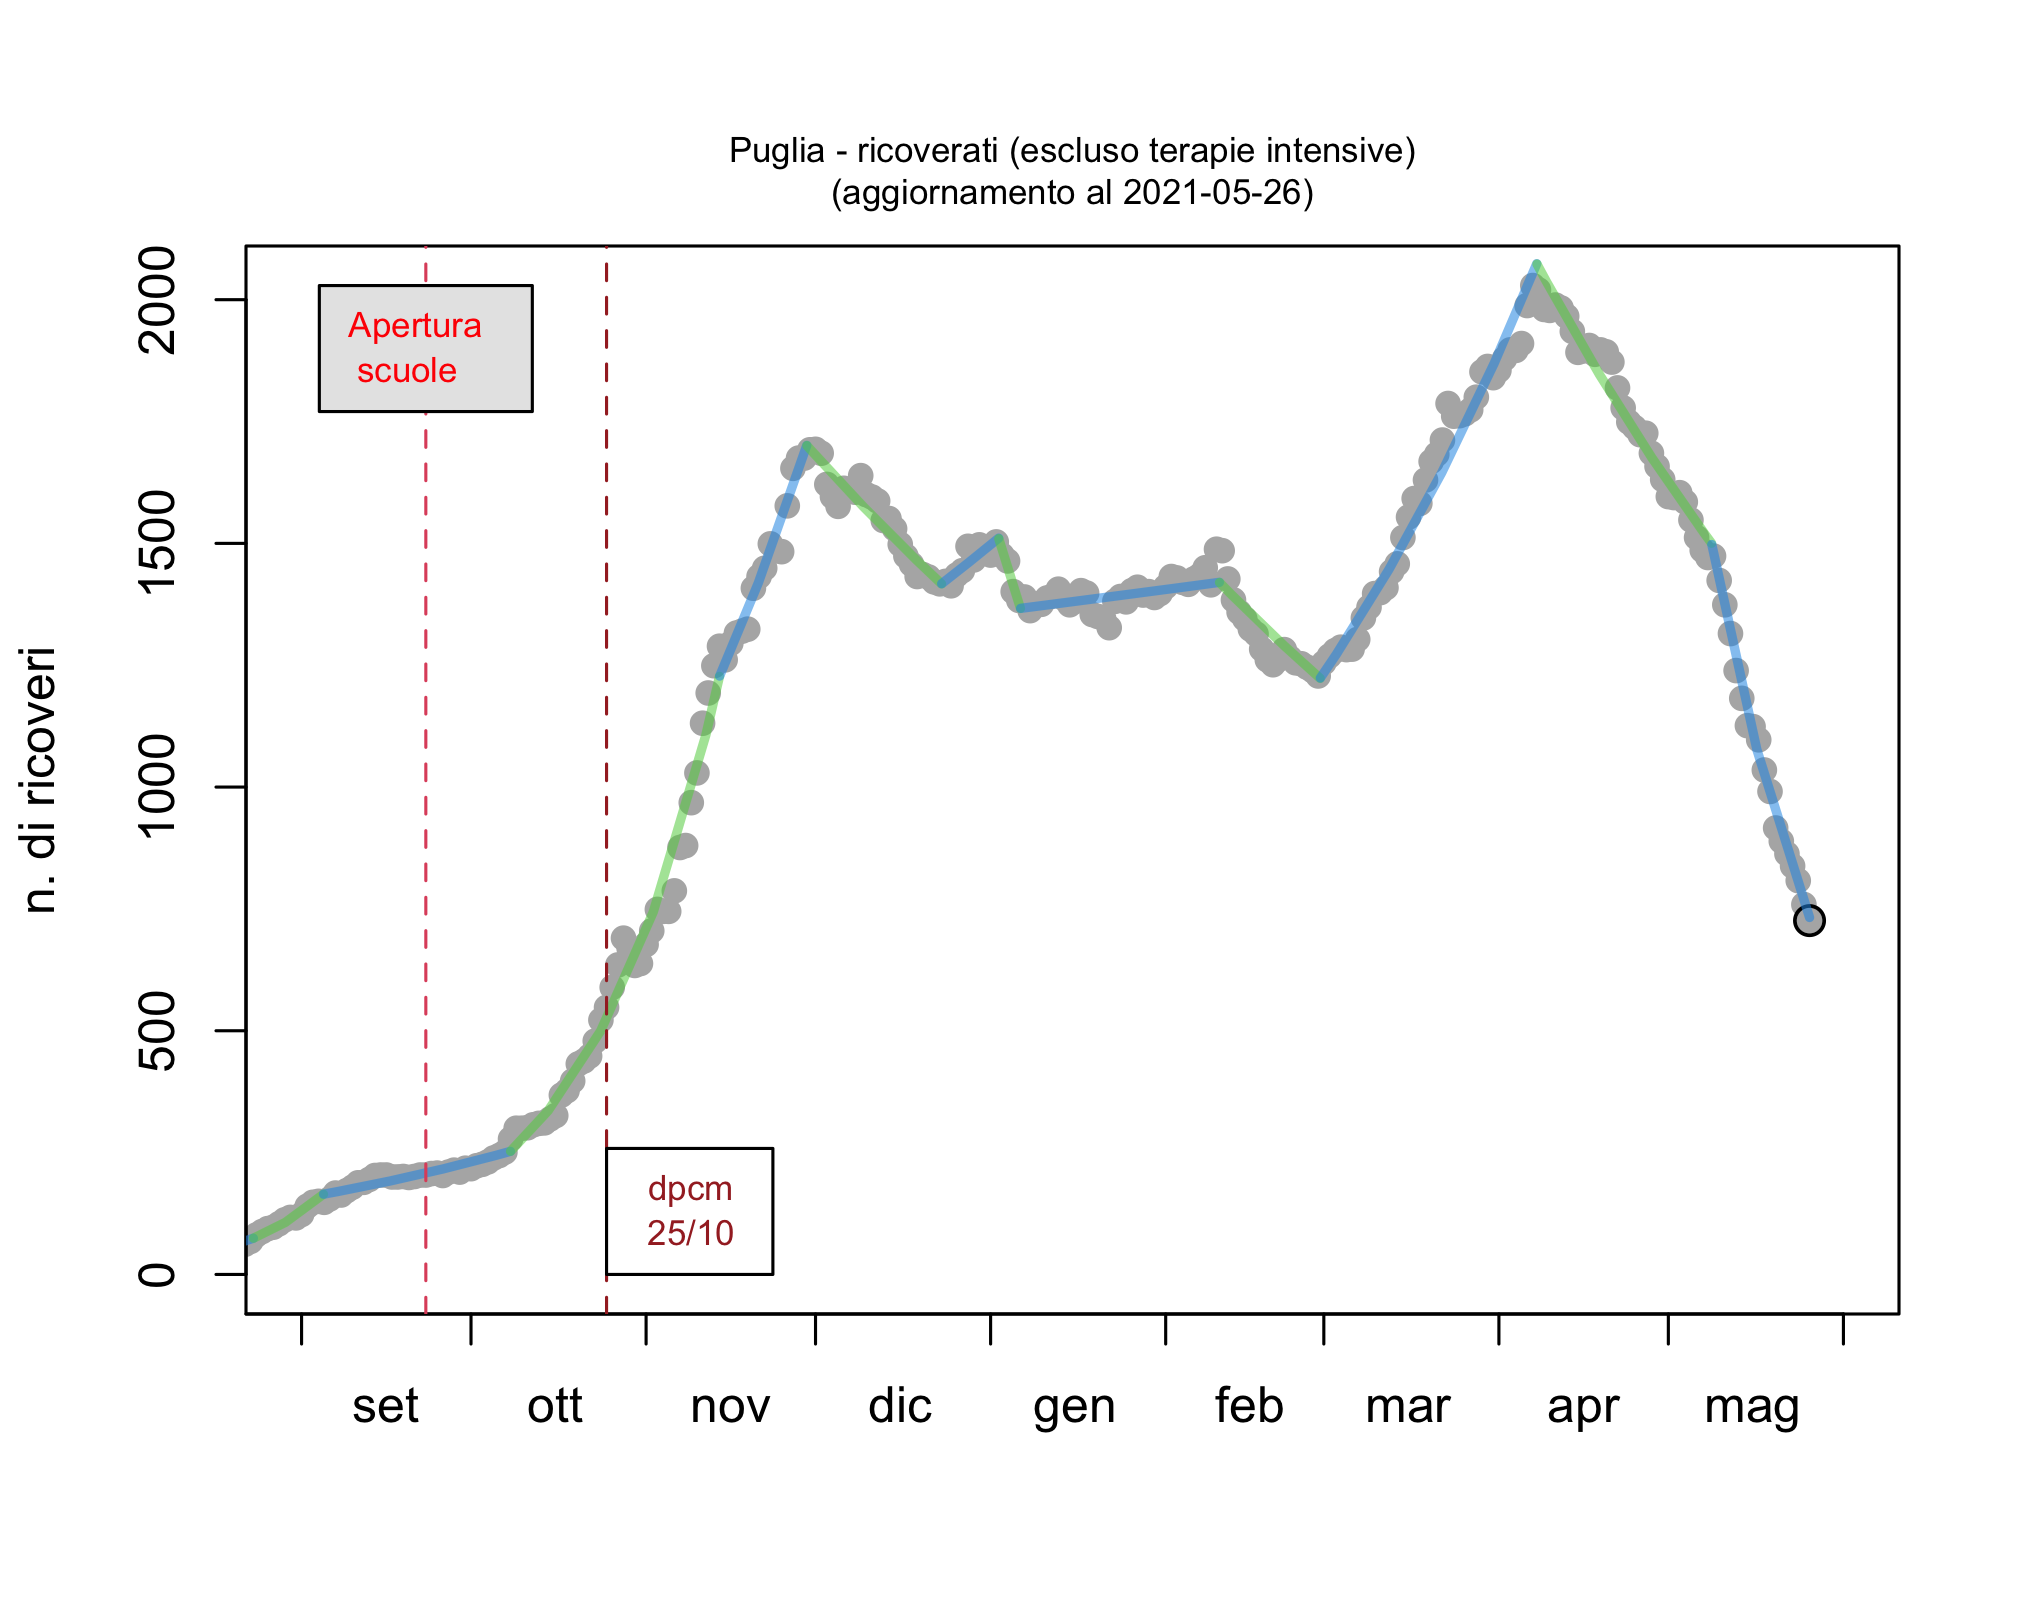 Puglia - ricoverati (escluso terapie intensive)
(aggiornamento al 2021-05-26)
n. di ricoveri
2000
1500
1000
500
0
Apertura
scuole
dpcm
25/10
set ott nov dic gen feb mar apr mag